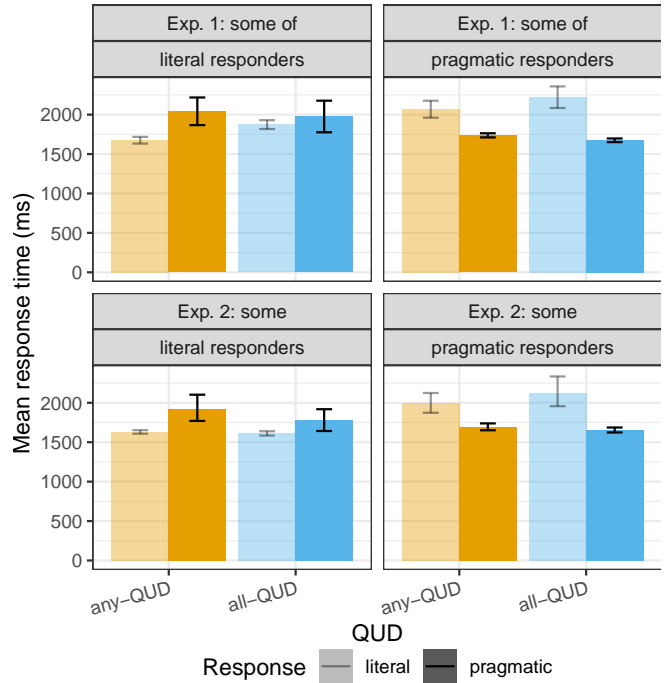 Exp. 1: some of
Exp. 1: some of
literal responders
pragmatic responders
2000
1500
1000
500
0
Exp. 2: some
Exp. 2: some
literal responders
pragmatic responders
2000
1500
1000
500
0
Mean response time (ms)
any−QUD
all−QUD
any−QUD
all−QUD
QUD
Response literal pragmatic